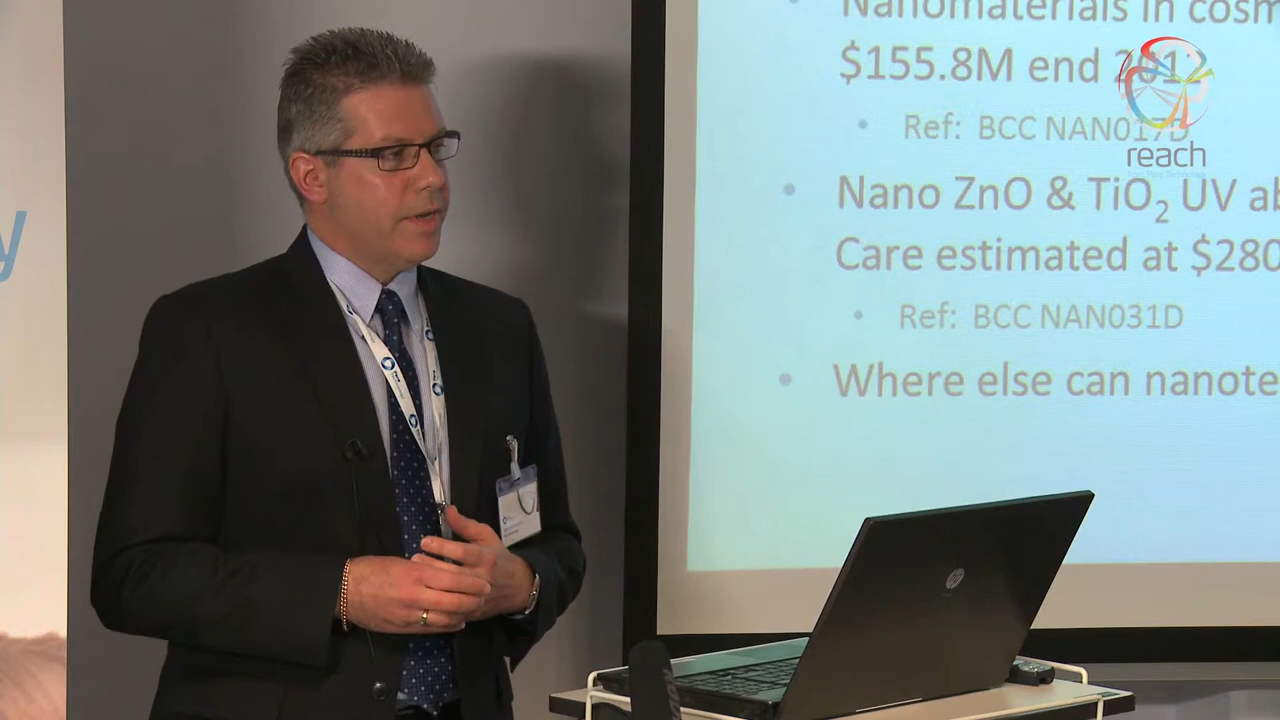 Nanomaterials in cosm
$155.8M end 2012
Ref: BCC NAN017D
reach
Nano ZnO & TiO2 UV ab
Care estimated at $280
Ref: BCC NAN031D
Where else can nanote
y
hp